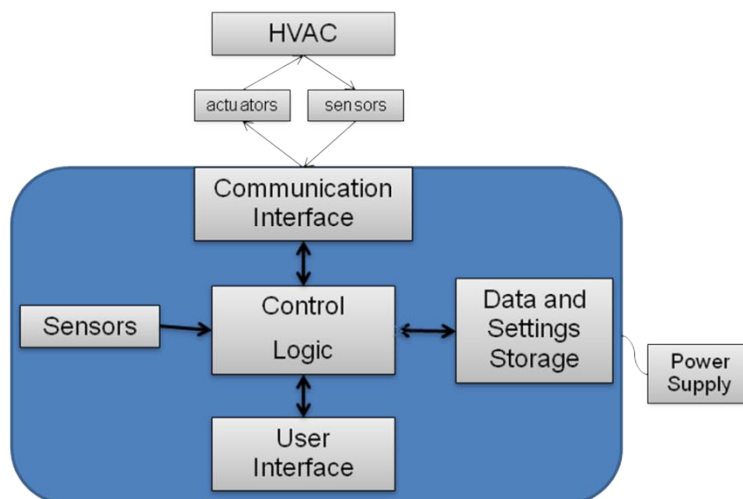 HVAC
actuators
sensors
Communication
Interface
Sensors
Control
Logic
Data and
Settings
Storage
Power
Supply
User
Interface